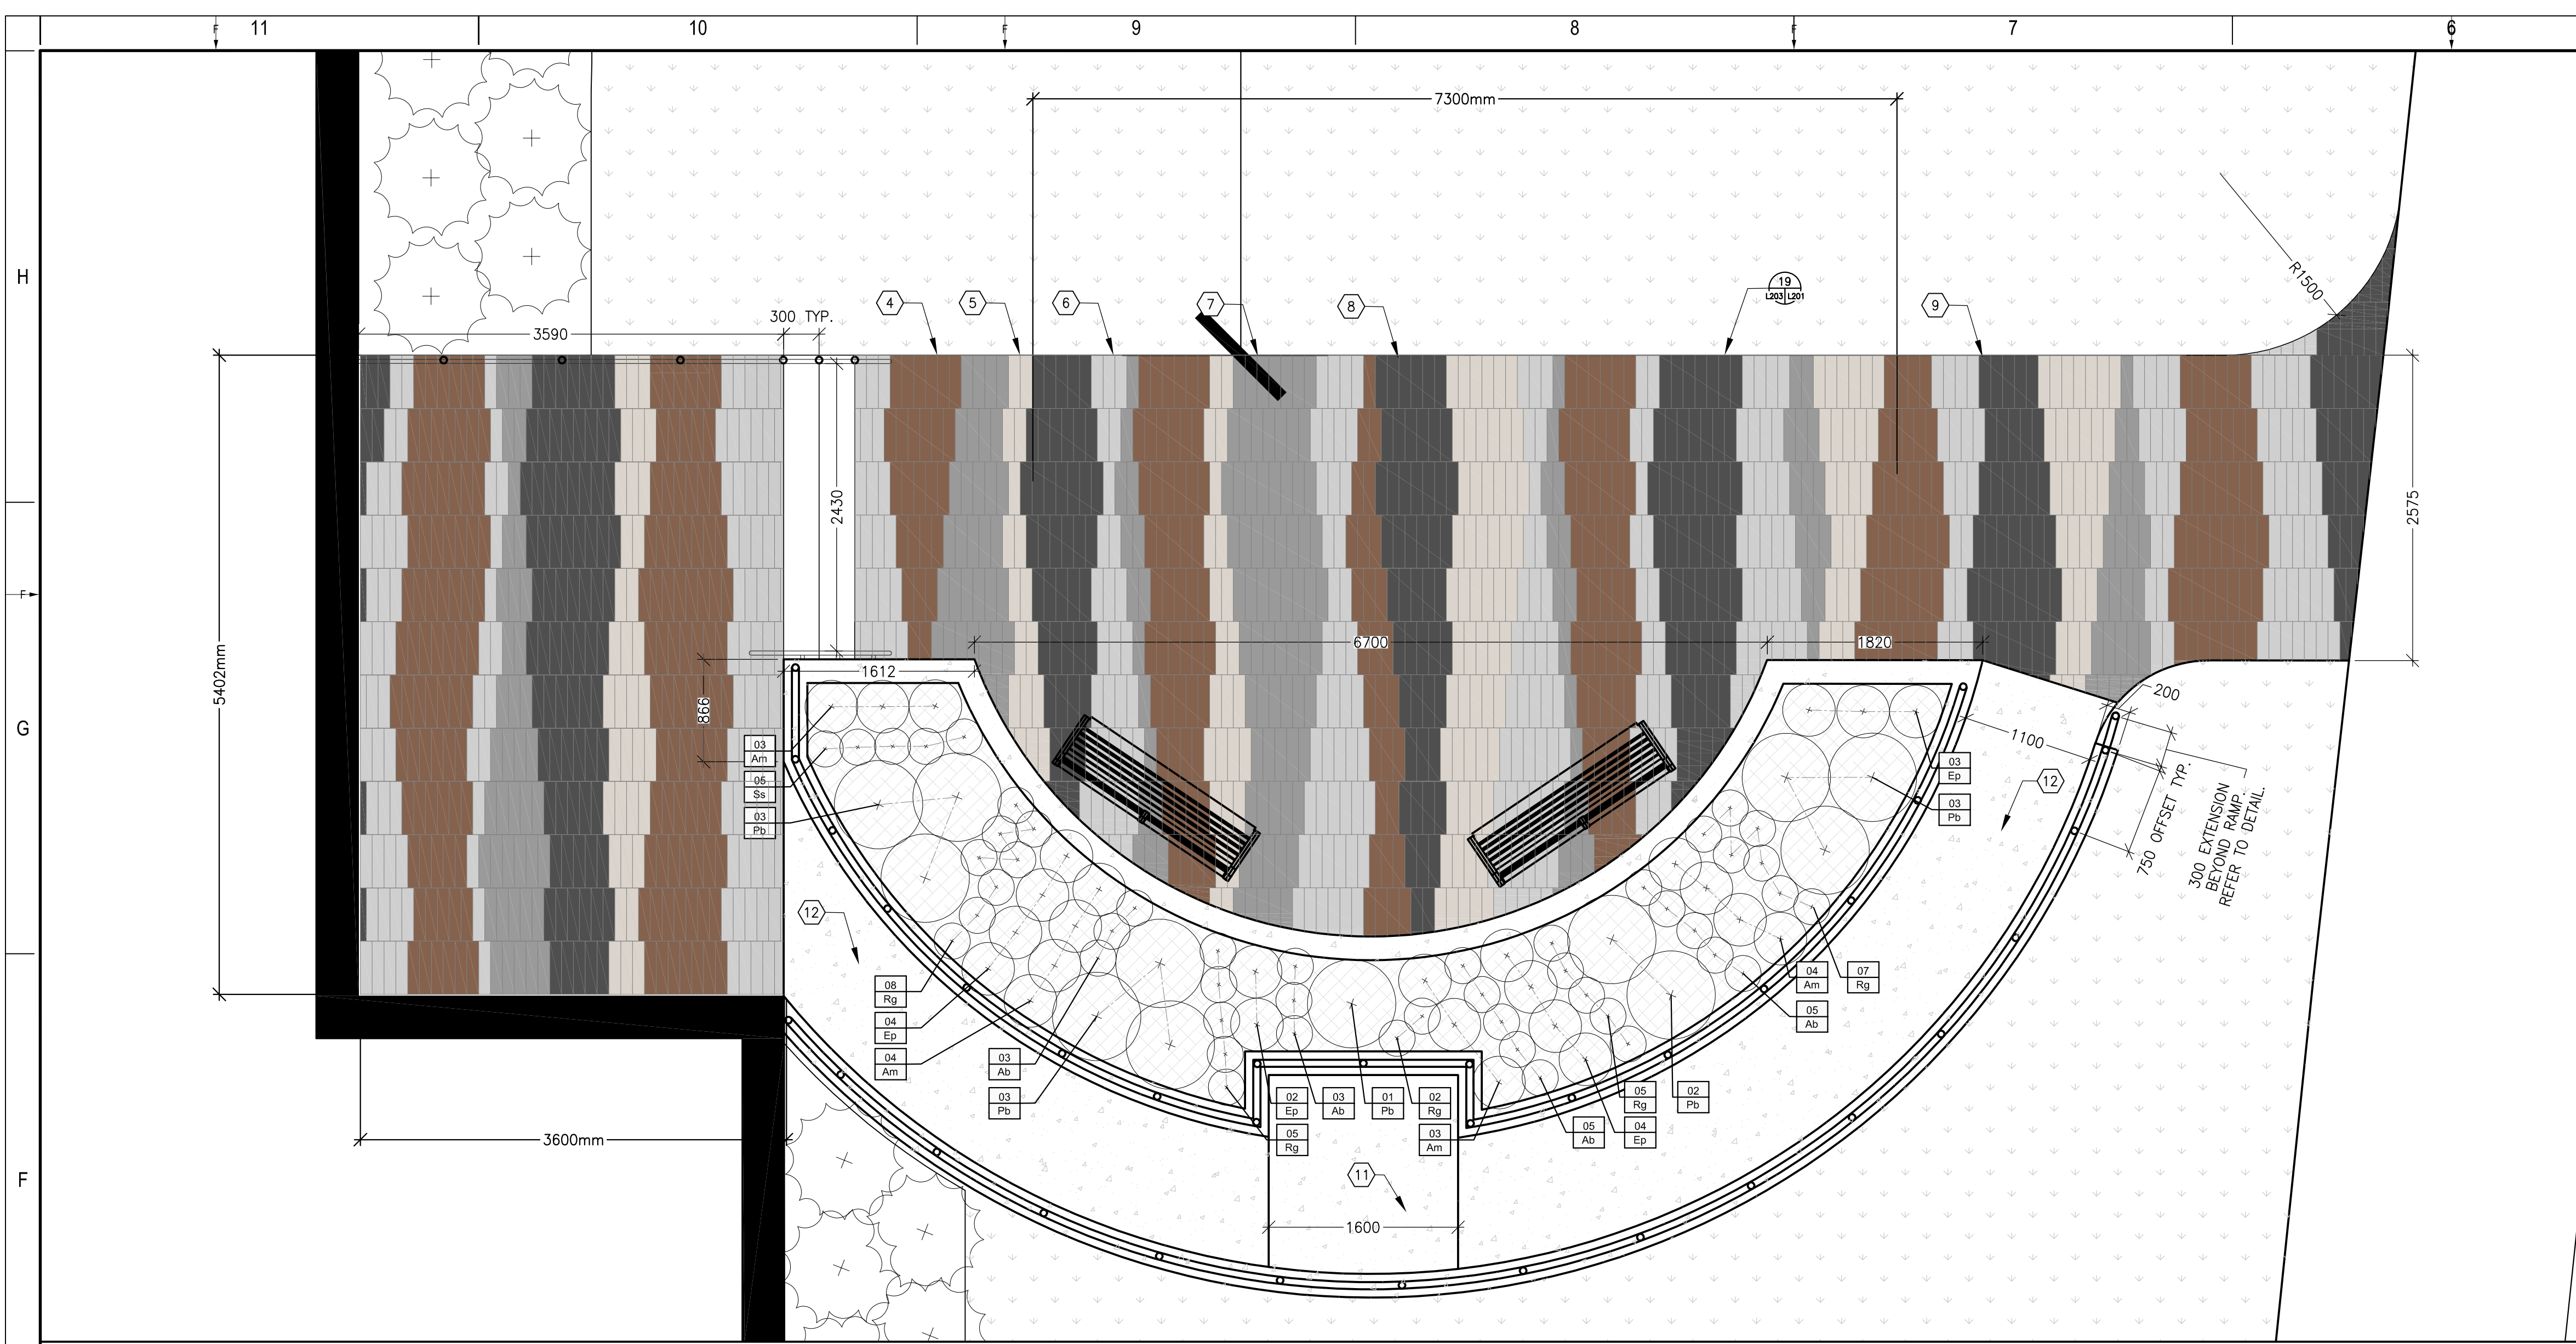 11
10
9
8
7
6
F
F
F
F
H
G
F
F
7300mm
R1500
4
5
6
7
8
19
L203 L201
9
300 TYP.
3590
2430
5402mm
2575
6700
1820
1612
866
200
1100
750 OFFSET TYP.
300 EXTENSION
BEYOND RAMP.
REFER TO DETAIL.
12
03
Am
05
Ss
03
Pb
03
Ep
03
Pb
12
08
Rg
04
Ep
04
Am
03
Ab
03
Pb
02
Ep
03
Ab
01
Pb
02
Rg
05
Rg
03
Am
05
Ab
05
Rg
04
Ep
02
Pb
04
Am
07
Rg
05
Ab
11
1600
3600mm